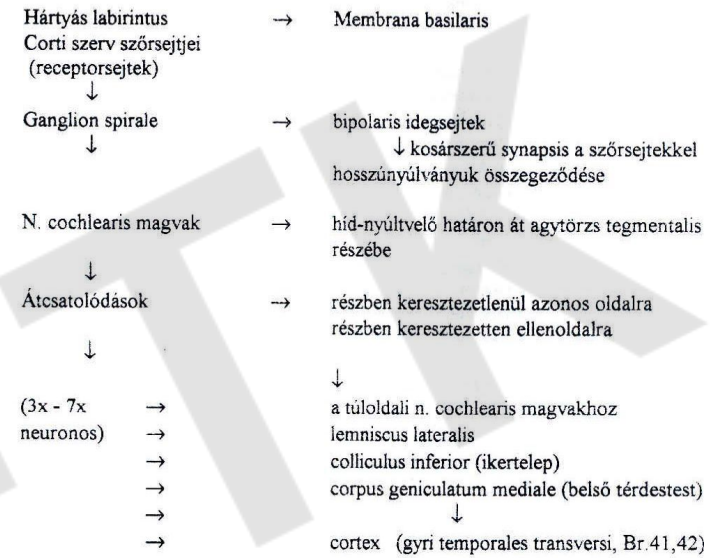 Hártyás labirintus → Membrana basilaris
Corti szerv szőrsejtjei
(receptorsejtek)
↓
Ganglion spirale → bipolaris idegsejtek
↓ ↓ kosárszerű synapsis a szőrsejtekkel
hosszúnyúlványuk összegeződése
N. cochlearis magvak → híd-nyúltvelő határon át agytörzs tegmentalis
részébe
↓
Átcsatolódások → részben keresztezetlenül azonos oldalra
részben keresztezetten ellenoldalra
↓
↓
(3x - 7x → a túloldali n. cochlearis magvakhoz
neuronos) → lemniscus lateralis
→ colliculus inferior (ikertelep)
→ corpus geniculatum mediale (belső térdestest)
→ ↓
→ cortex (gyri temporales transversi, Br.41,42)
TK